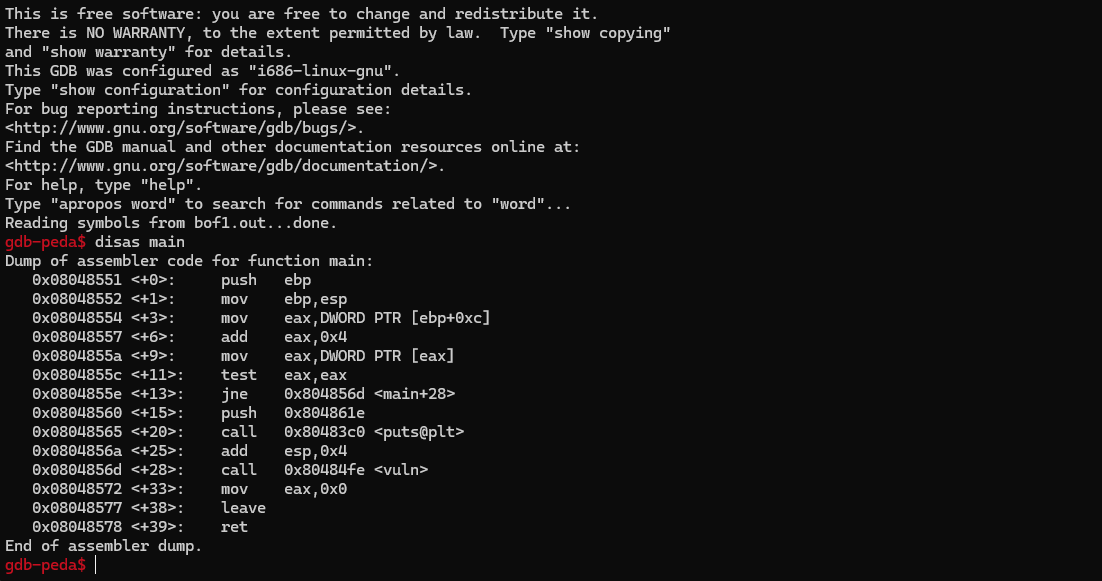 This is free software: you are free to change and redistribute it.
There is NO WARRANTY, to the extent permitted by law.  Type "show copying"
and "show warranty" for details.
This GDB was configured as "i686-linux-gnu".
Type "show configuration" for configuration details.
For bug reporting instructions, please see:
<http://www.gnu.org/software/gdb/bugs/>.
Find the GDB manual and other documentation resources online at:
<http://www.gnu.org/software/gdb/documentation/>.
For help, type "help".
Type "apropos word" to search for commands related to "word"...
Reading symbols from bof1.out...done.
gdb-peda$ disas main
Dump of assembler code for function main:
   0x08048551 <+0>:     push   ebp
   0x08048552 <+1>:     mov    ebp,esp
   0x08048554 <+3>:     mov    eax,DWORD PTR [ebp+0xc]
   0x08048557 <+6>:     add    eax,0x4
   0x0804855a <+9>:     mov    eax,DWORD PTR [eax]
   0x0804855c <+11>:    test   eax,eax
   0x0804855e <+13>:    jne    0x804856d <main+28>
   0x08048560 <+15>:    push   0x804861e
   0x08048565 <+20>:    call   0x80483c0 <puts@plt>
   0x0804856a <+25>:    add    esp,0x4
   0x0804856d <+28>:    call   0x80484fe <vuln>
   0x08048572 <+33>:    mov    eax,0x0
   0x08048577 <+38>:    leave
   0x08048578 <+39>:    ret
End of assembler dump.
gdb-peda$